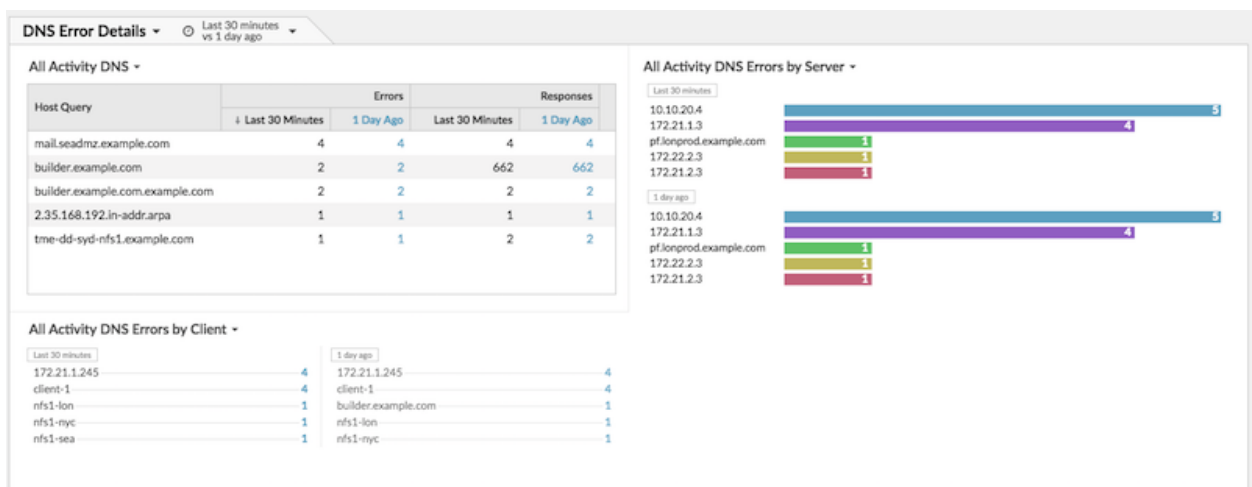 DNS Error Details
Last 30 minutes
vs 1 day ago
All Activity DNS
Host Query
Errors
Responses
↓ Last 30 Minutes
1 Day Ago
Last 30 Minutes
1 Day Ago
mail.seadmz.example.com 4 4 4 4
builder.example.com 2 2 662 662
builder.example.com.example.com 2 2 2 2
2.35.168.192.in-addr.arpa 1 1 1 1
tme-dd-syd-nfs1.example.com 1 1 2 2
All Activity DNS Errors by Server
Last 30 minutes
10.10.20.4 5
172.21.1.3 4
pf.lonprod.example.com 1
172.22.2.3 1
172.21.2.3 1
1 day ago
10.10.20.4 5
172.21.1.3 4
pf.lonprod.example.com 1
172.22.2.3 1
172.21.2.3 1
All Activity DNS Errors by Client
Last 30 minutes
172.21.1.245 4
client-1 4
nfs1-lon 1
nfs1-nyc 1
nfs1-sea 1
1 day ago
172.21.1.245 4
client-1 4
builder.example.com 1
nfs1-lon 1
nfs1-nyc 1